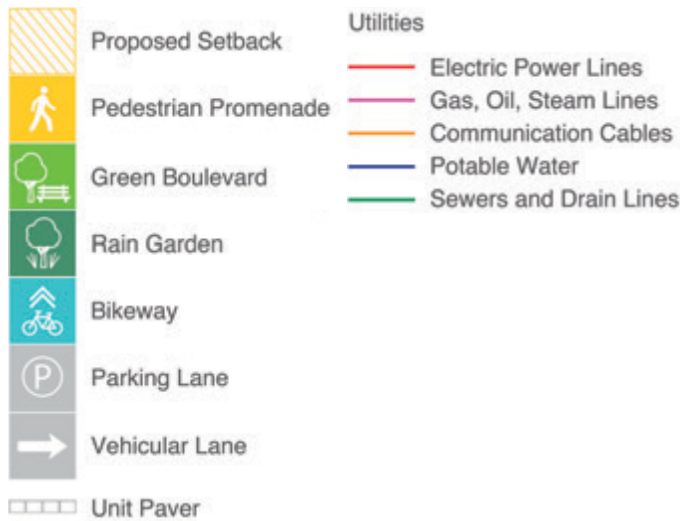 Proposed Setback
Pedestrian Promenade
Green Boulevard
Rain Garden
Bikeway
P
Parking Lane
Vehicular Lane
Unit Paver
Utilities
Electric Power Lines
Gas, Oil, Steam Lines
Communication Cables
Potable Water
Sewers and Drain Lines